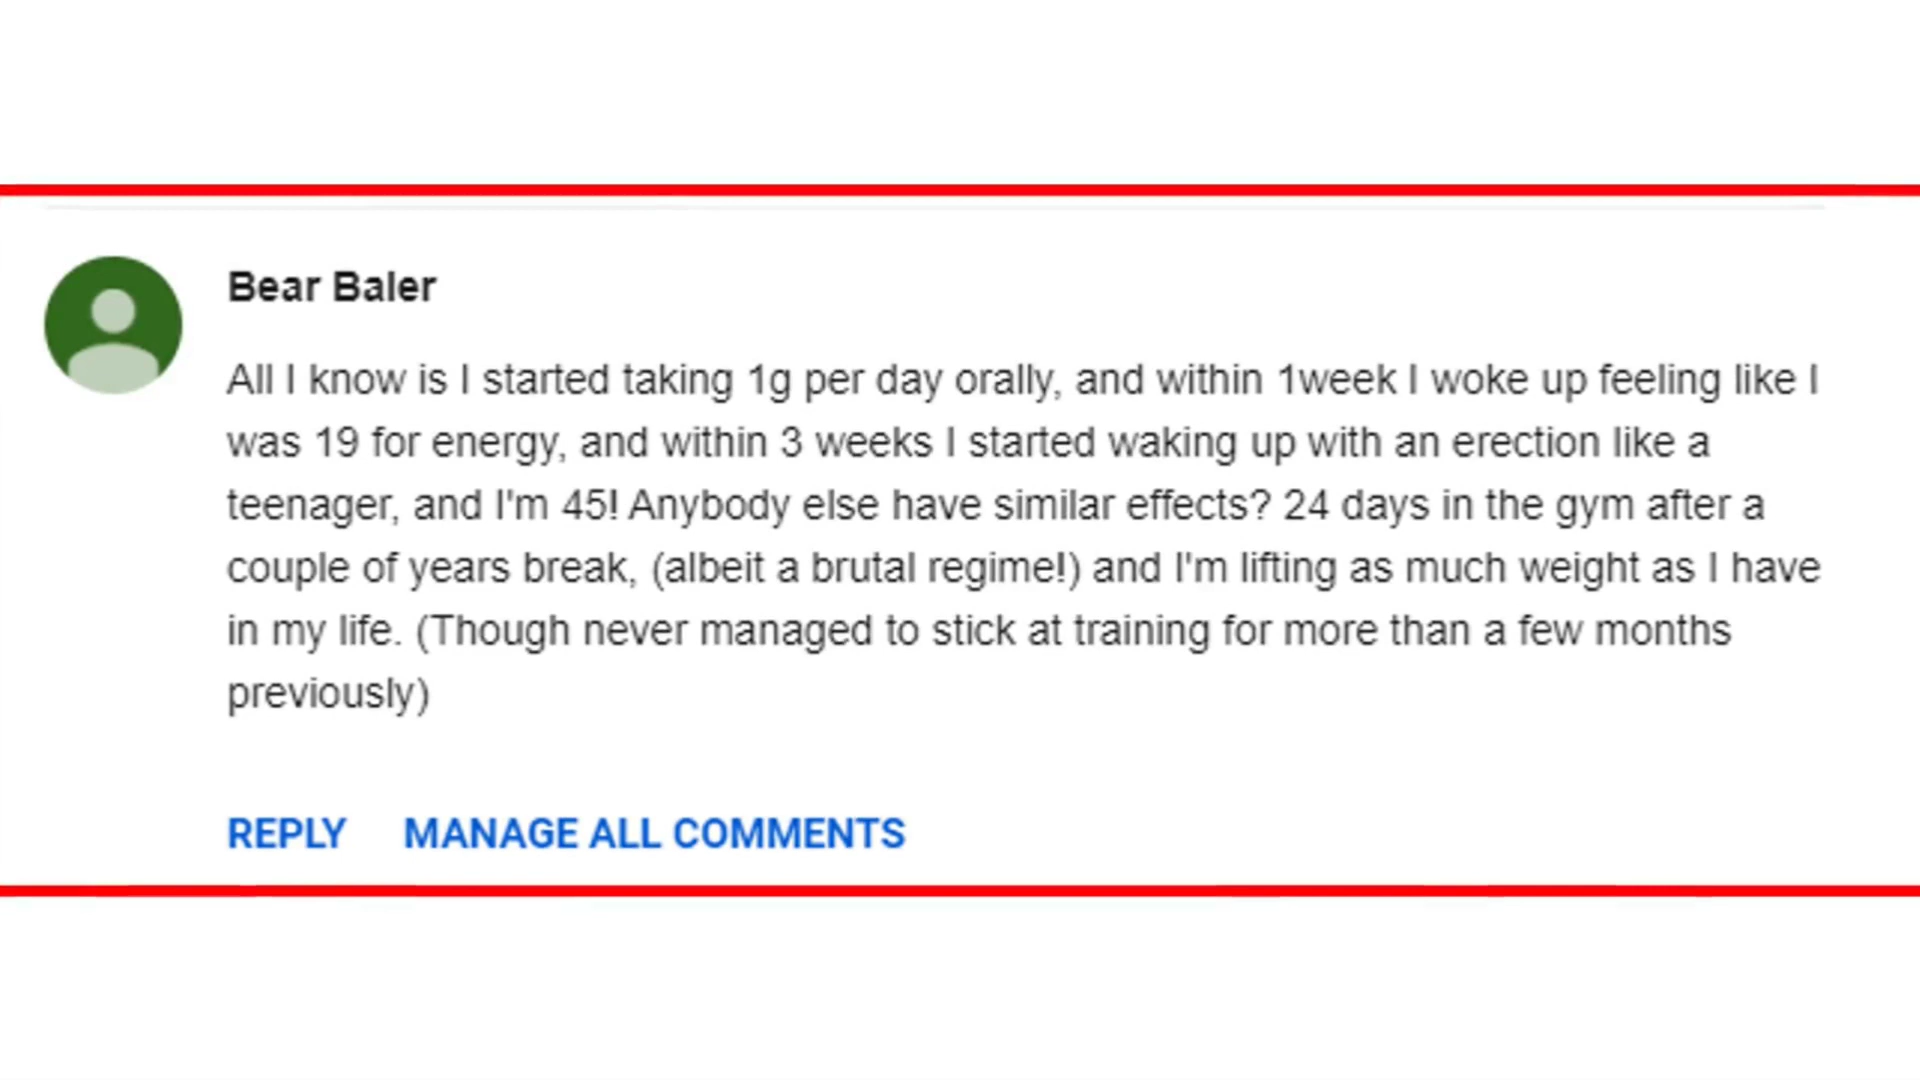 Bear Baler
All I know is I started taking 1g per day orally, and within 1week I woke up feeling like I
was 19 for energy, and within 3 weeks I started waking up with an erection like a
teenager, and I'm 45! Anybody else have similar effects? 24 days in the gym after a
couple of years break, (albeit a brutal regime!) and I'm lifting as much weight as I have
in my life. (Though never managed to stick at training for more than a few months
previously)
REPLY MANAGE ALL COMMENTS